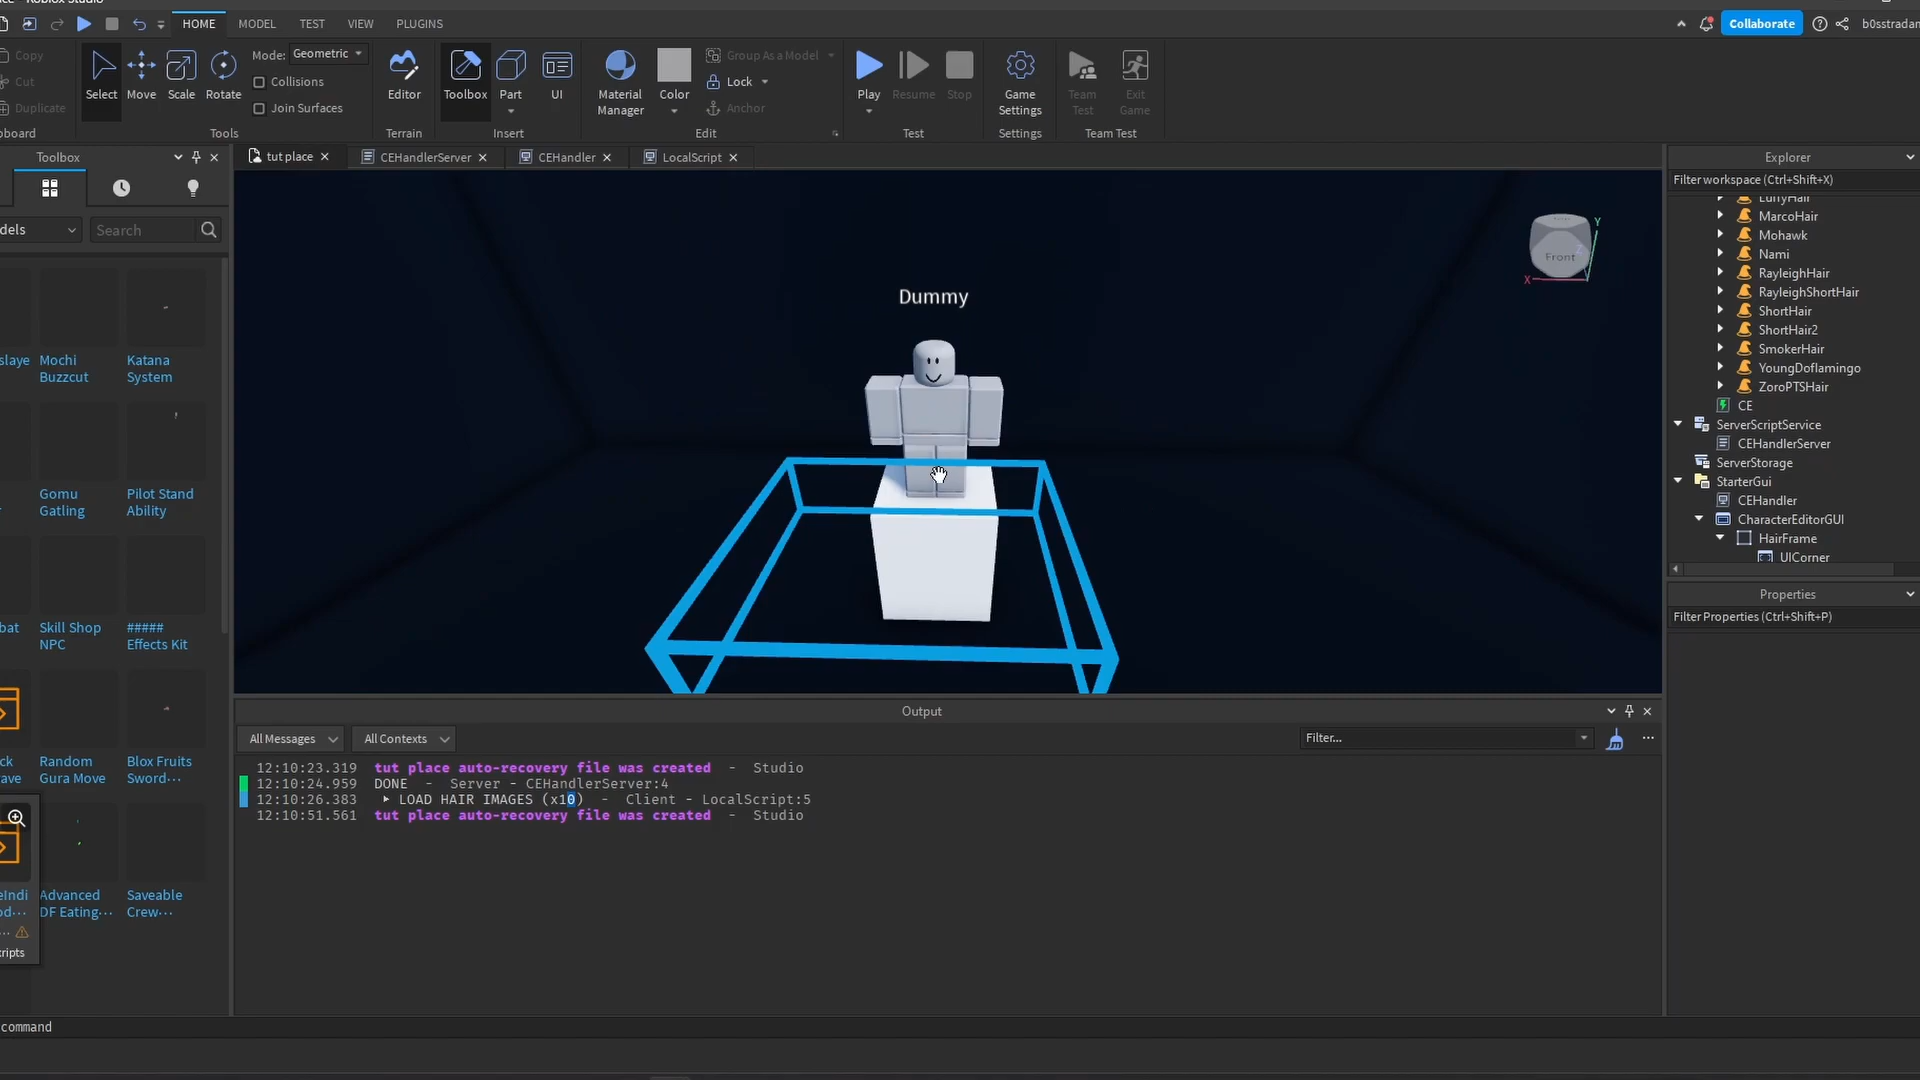 HOME MODEL TEST VIEW PLUGINS
Collaborate b0sstradan
Copy
Cut
Duplicate
Select Move Scale Rotate
Mode: Geometric
Collisions
Join Surfaces
Tools
Editor
Terrain
Toolbox Part UI
Insert
Material Manager
Color
Group As a Model
Lock
Anchor
Edit
Play Resume Stop
Test
Game Settings
Settings
Team Test
Exit Game
Team Test
Toolbox
tut place CEHandlerServer CEHandler LocalScript
Search
Mochi Buzzcut
Katana System
Gomu Gatling
Pilot Stand Ability
Skill Shop NPC
##### Effects Kit
Random Gura Move
Blox Fruits Sword...
Advanced DF Eating...
Saveable Crew...
Dummy
Front
X
Y
Explorer
Filter workspace (Ctrl+Shift+X)
LuffyHair
MarcoHair
Mohawk
Nami
RayleighHair
RayleighShortHair
ShortHair
ShortHair2
SmokerHair
YoungDoflamingo
ZoroPTSHair
CE
ServerScriptService
CEHandlerServer
ServerStorage
StarterGui
CEHandler
CharacterEditorGUI
HairFrame
UICorner
Properties
Filter Properties (Ctrl+Shift+P)
Output
All Messages All Contexts
Filter...
12:10:23.319 tut place auto-recovery file was created - Studio
12:10:24.959 DONE - Server - CEHandlerServer:4
12:10:26.383 LOAD HAIR IMAGES (x10) - Client - LocalScript:5
12:10:51.561 tut place auto-recovery file was created - Studio
command